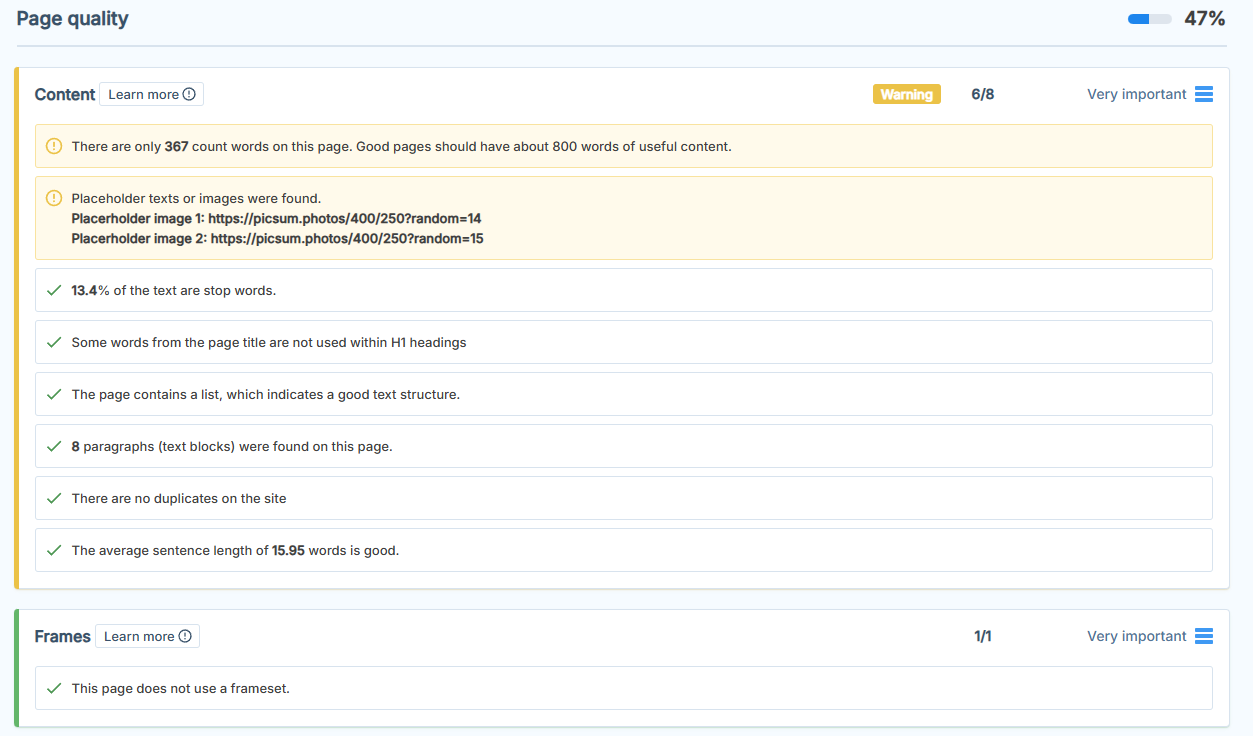 Page quality
47%
Content Learn more Warning 6/8 Very important
There are only 367 count words on this page. Good pages should have about 800 words of useful content.
Placeholder texts or images were found.
Placerholder image 1: https://picsum.photos/400/250?random=14
Placerholder image 2: https://picsum.photos/400/250?random=15
13.4% of the text are stop words.
Some words from the page title are not used within H1 headings
The page contains a list, which indicates a good text structure.
8 paragraphs (text blocks) were found on this page.
There are no duplicates on the site
The average sentence length of 15.95 words is good.
Frames Learn more 1/1 Very important
This page does not use a frameset.